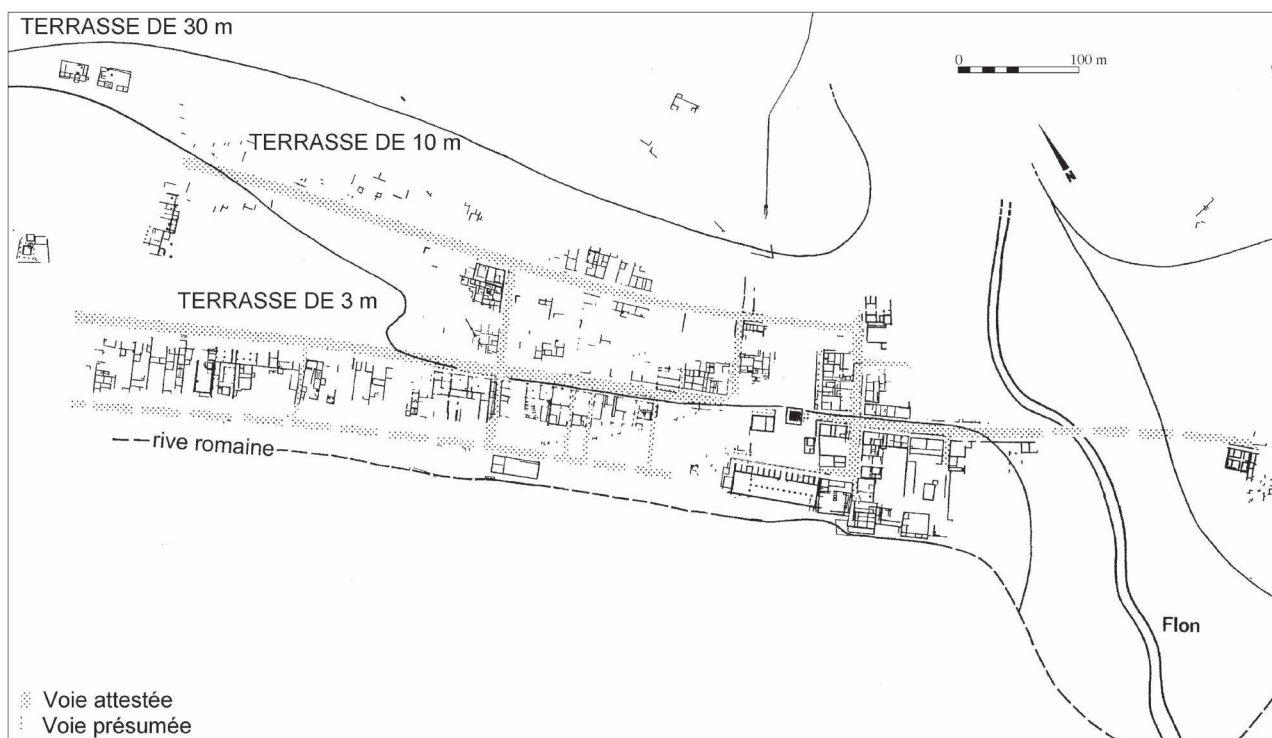 TERRASSE DE 30 m
0 100 m
TERRASSE DE 10 m
N
TERRASSE DE 3 m
rive romaine
Flon
Voie attestée
Voie présumée